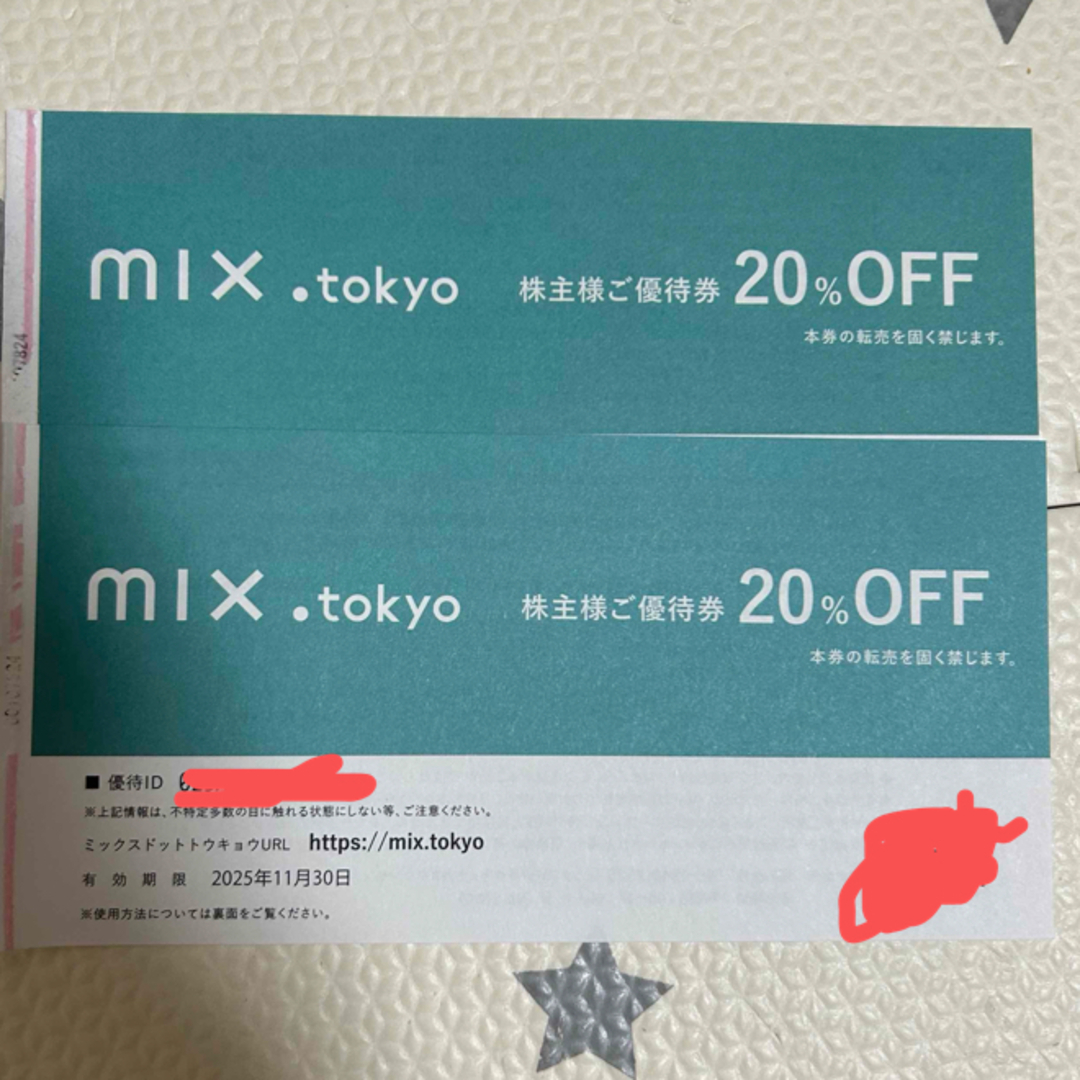 mix.tokyo 株主様ご優待券 20%OFF
本券の転売を固く禁じます。
mix.tokyo 株主様ご優待券 20%OFF
本券の転売を固く禁じます。
■ 優待ID
※上記情報は、不特定多数の目に触れる状態にしない等、ご注意ください。
ミックスドットトウキョウURL https://mix.tokyo
有効期限 2025年11月30日
※使用方法については裏面をご覧ください。